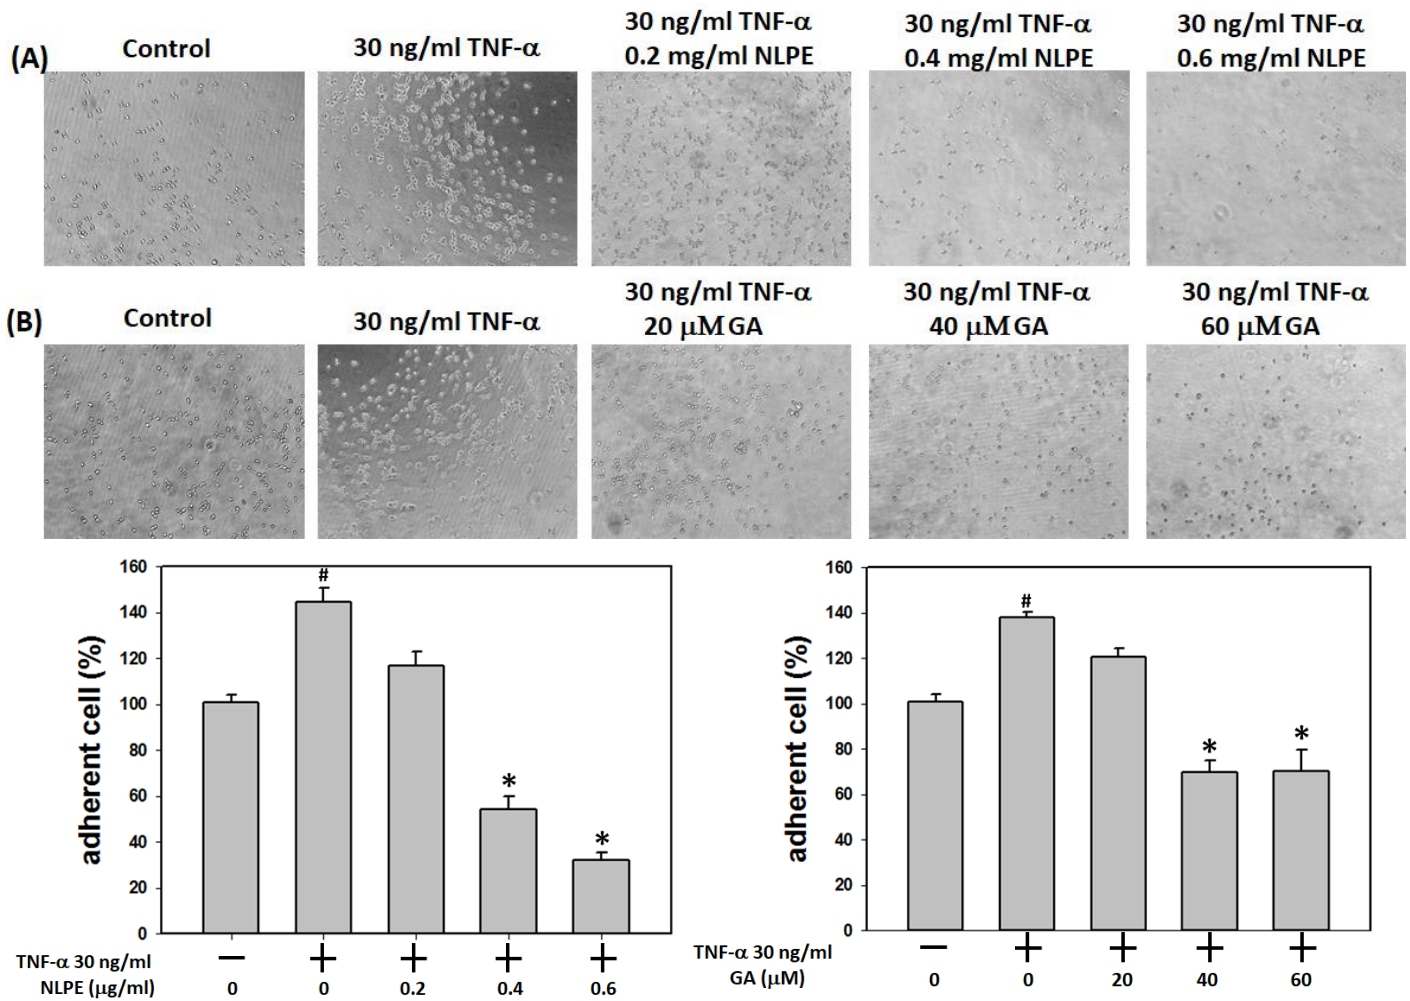 (A)
Control
30 ng/ml TNF-α
30 ng/ml TNF-α
0.2 mg/ml NLPE
30 ng/ml TNF-α
0.4 mg/ml NLPE
30 ng/ml TNF-α
0.6 mg/ml NLPE
(B)
Control
30 ng/ml TNF-α
30 ng/ml TNF-α
20 μM GA
30 ng/ml TNF-α
40 μM GA
30 ng/ml TNF-α
60 μM GA
adherent cell (%)
160
140
120
100
80
60
40
20
0
#
*
*
TNF-α 30 ng/ml — + + + +
NLPE (μg/ml) 0 0 0.2 0.4 0.6
adherent cell (%)
160
140
120
100
80
60
40
20
0
#
*
*
TNF-α 30 ng/ml — + + + +
GA (μM) 0 0 20 40 60